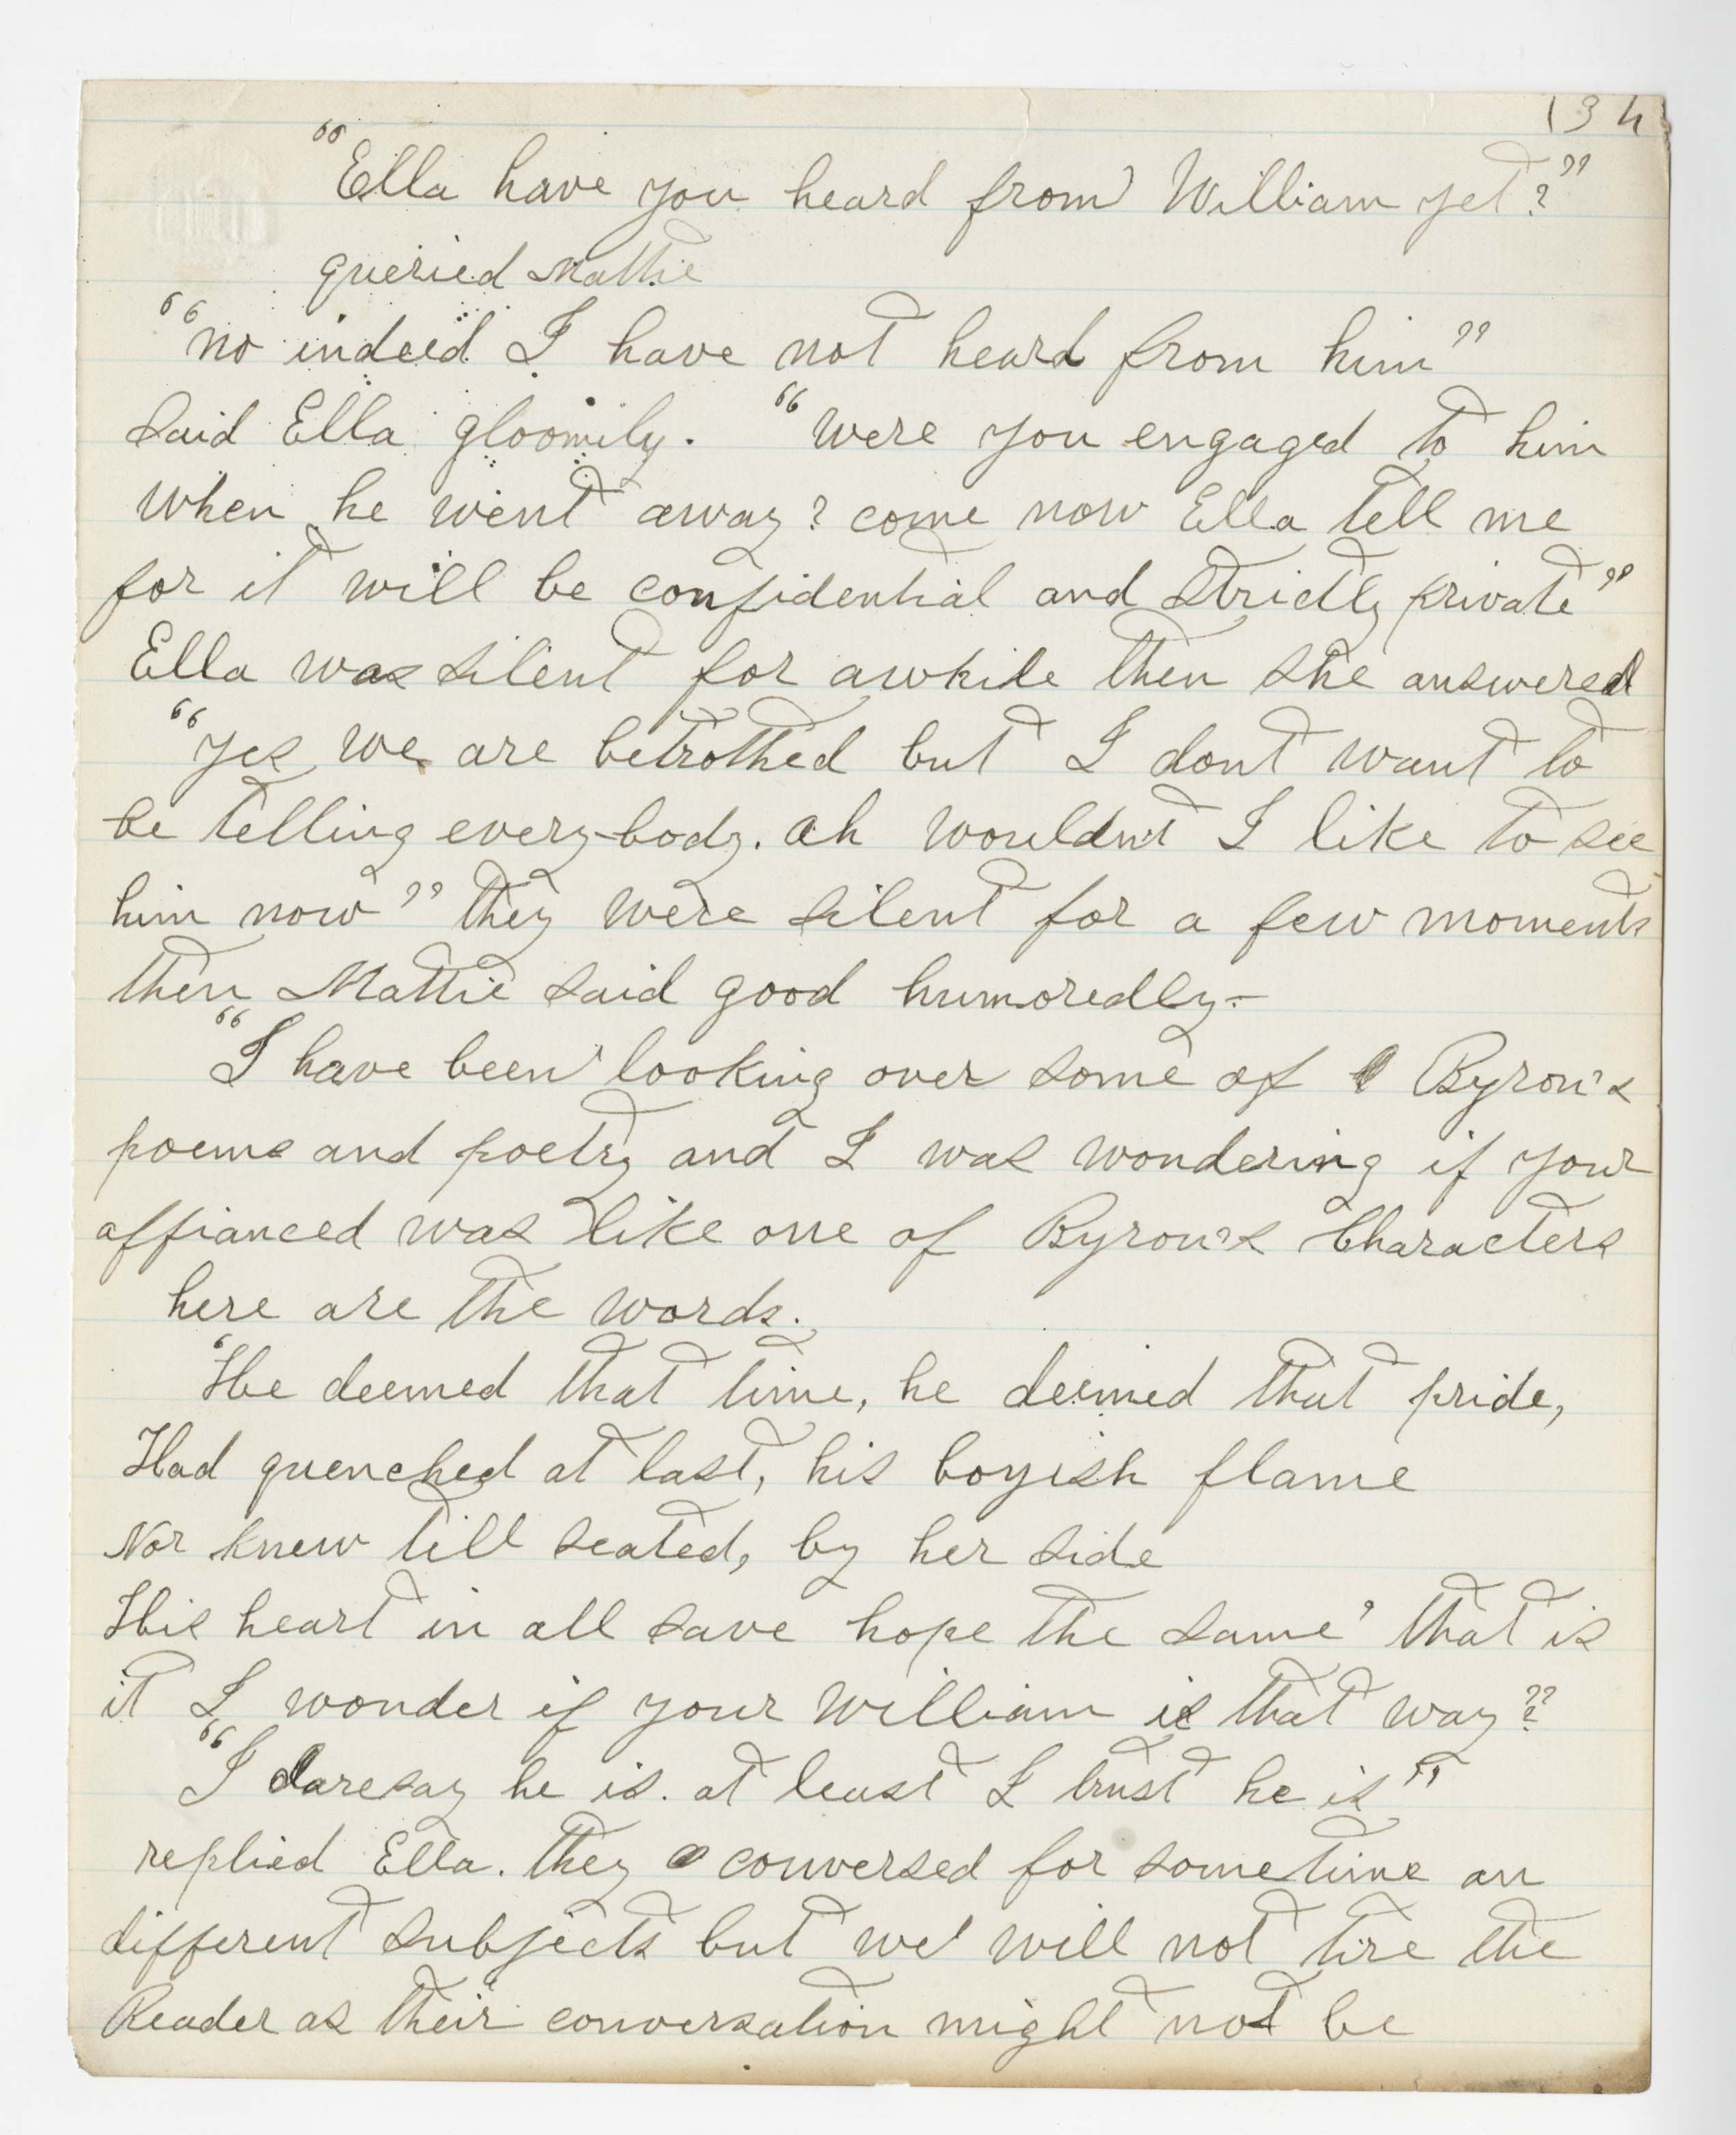 134
"Ella have you heard from William yet?"
queried Mattie
"no indeed I have not heard from him"
said Ella gloomily. "Were you engaged to him
when he went away? come now Ella tell me
for it will be confidential and strictly private"
Ella was silent for awhile then she answered
"yes we are betrothed but I dont want to
be telling every-body. ah wouldnt I like to see
him now" they were silent for a few moments
then Mattie said good humoredly-
"I have been looking over some of Byron's
poems and poetry and I was wondering if your
affianced was like one of Byron's Characters
here are the words.
'He deemed that time, he deemed that pride,
Had quenched at last, his boyish flame
Nor knew till seated, by her side
His heart in all save hope the same' that is
it I wonder if your William is that way?"
"I daresay he is. at least I trust he is"
replied Ella. they conversed for sometime on
different subjects but we will not tire the
Reader as their conversation might not be